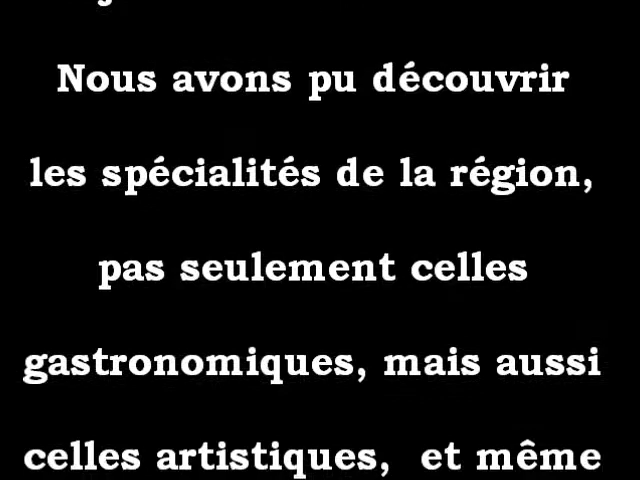 Nous avons pu découvrir
les spécialités de la région,
pas seulement celles
gastronomiques, mais aussi
celles artistiques, et même